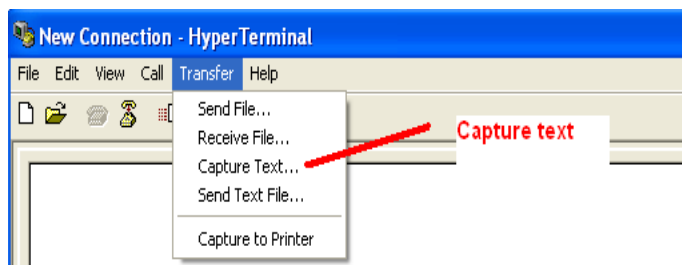 New Connection - HyperTerminal
File Edit View Call Transfer Help
Send File...
Receive File...
Capture Text...
Capture text
Send Text File...
Capture to Printer